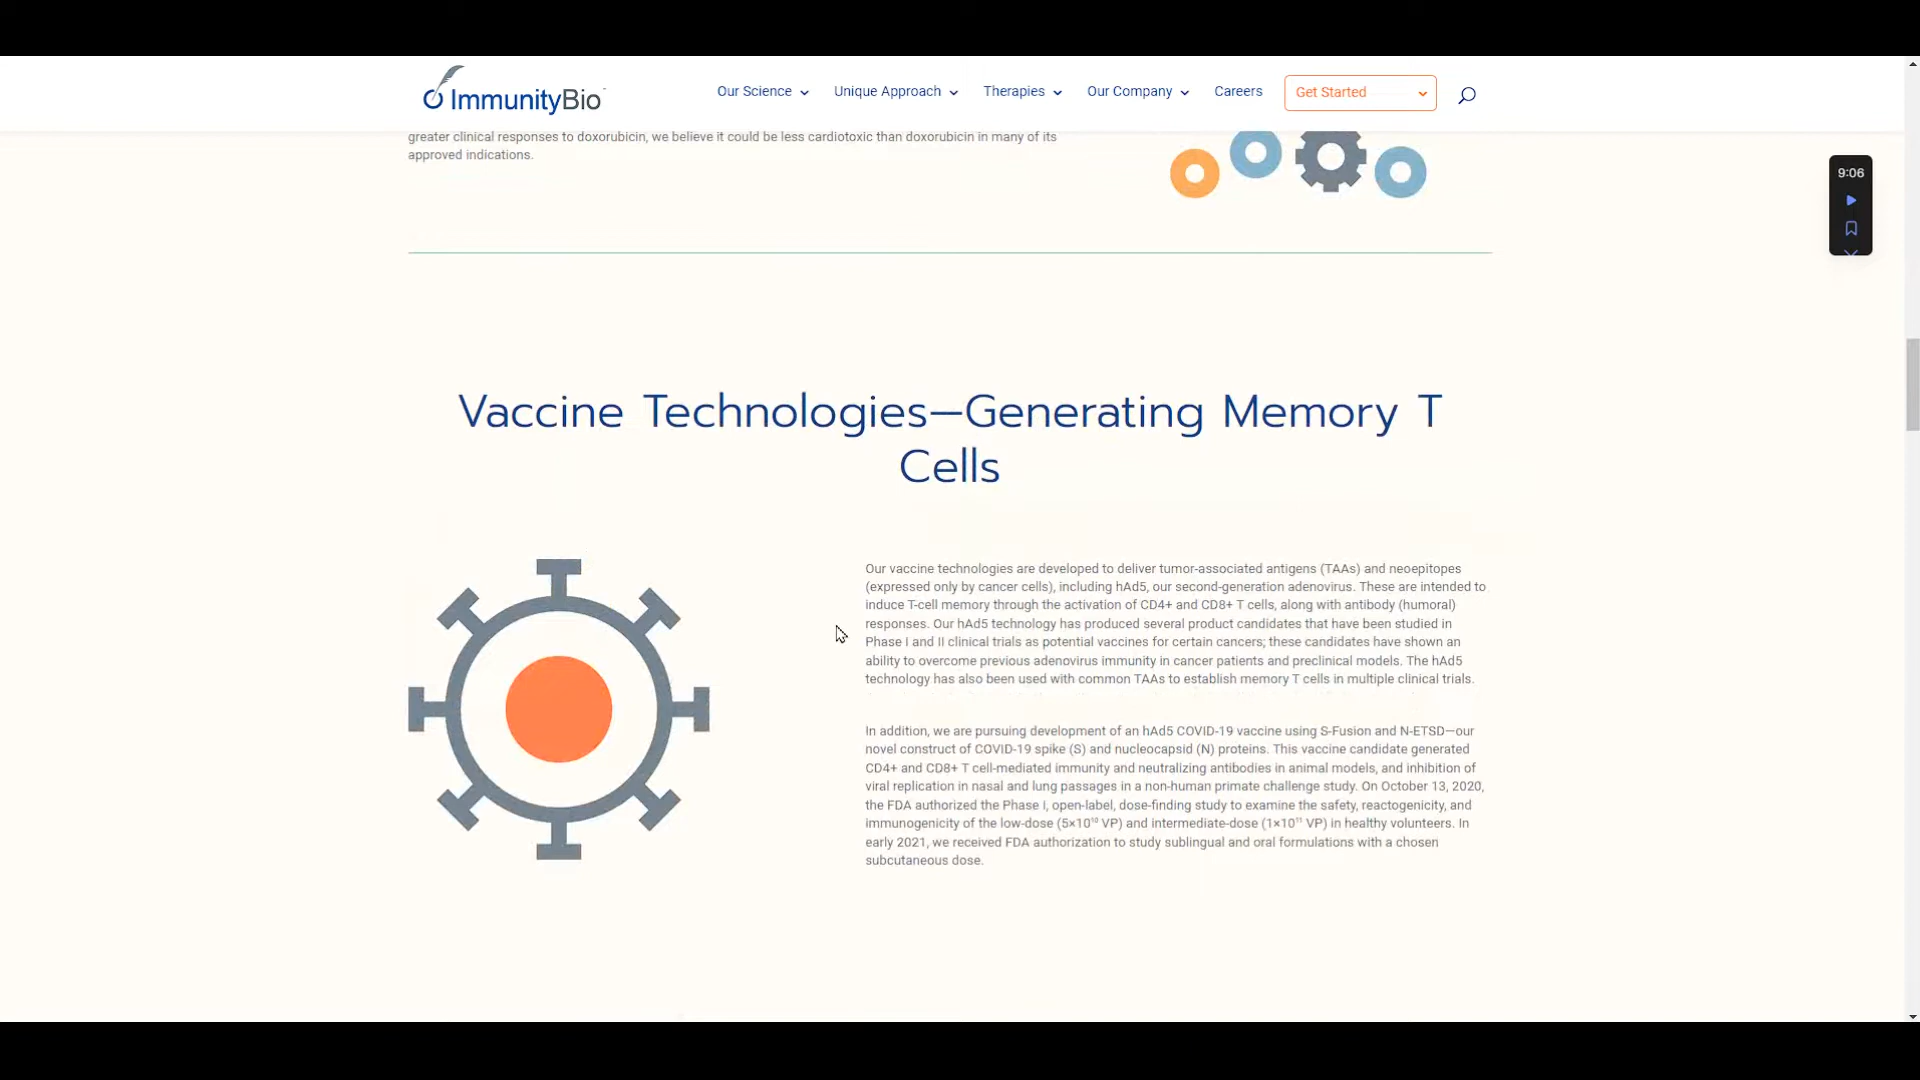 ImmunityBio
Our Science
Unique Approach
Therapies
Our Company
Careers
Get Started
greater clinical responses to doxorubicin, we believe it could be less cardiotoxic than doxorubicin in many of its
approved indications.
9:06
Vaccine Technologies—Generating Memory T
Cells
Our vaccine technologies are developed to deliver tumor-associated antigens (TAAs) and neoepitopes
(expressed only by cancer cells), including hAd5, our second-generation adenovirus. These are intended to
induce T-cell memory through the activation of CD4+ and CD8+ T cells, along with antibody (humoral)
responses. Our hAd5 technology has produced several product candidates that have been studied in
Phase I and II clinical trials as potential vaccines for certain cancers; these candidates have shown an
ability to overcome previous adenovirus immunity in cancer patients and preclinical models. The hAd5
technology has also been used with common TAAs to establish memory T cells in multiple clinical trials.
In addition, we are pursuing development of an hAd5 COVID-19 vaccine using S-Fusion and N-ETSD—our
novel construct of COVID-19 spike (S) and nucleocapsid (N) proteins. This vaccine candidate generated
CD4+ and CD8+ T cell-mediated immunity and neutralizing antibodies in animal models, and inhibition of
viral replication in nasal and lung passages in a non-human primate challenge study. On October 13, 2020,
the FDA authorized the Phase I, open-label, dose-finding study to examine the safety, reactogenicity, and
immunogenicity of the low-dose (5×10¹⁰ VP) and intermediate-dose (1×10¹¹ VP) in healthy volunteers. In
early 2021, we received FDA authorization to study sublingual and oral formulations with a chosen
subcutaneous dose.